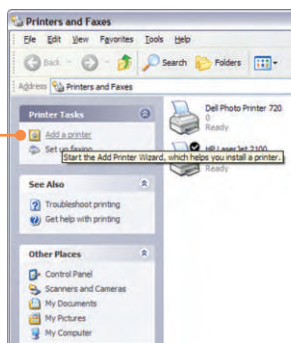 Printers and Faxes
File Edit View Favorites Tools Help
Back Search Folders
Address Printers and Faxes
Printer Tasks
Add a printer
Set up faxing
Start the Add Printer Wizard, which helps you install a printer.
See Also
Troubleshoot printing
Get help with printing
Other Places
Control Panel
Scanners and Cameras
My Documents
My Pictures
My Computer
Dell Photo Printer 720
0
Ready
HP LaserJet 2100
Ready